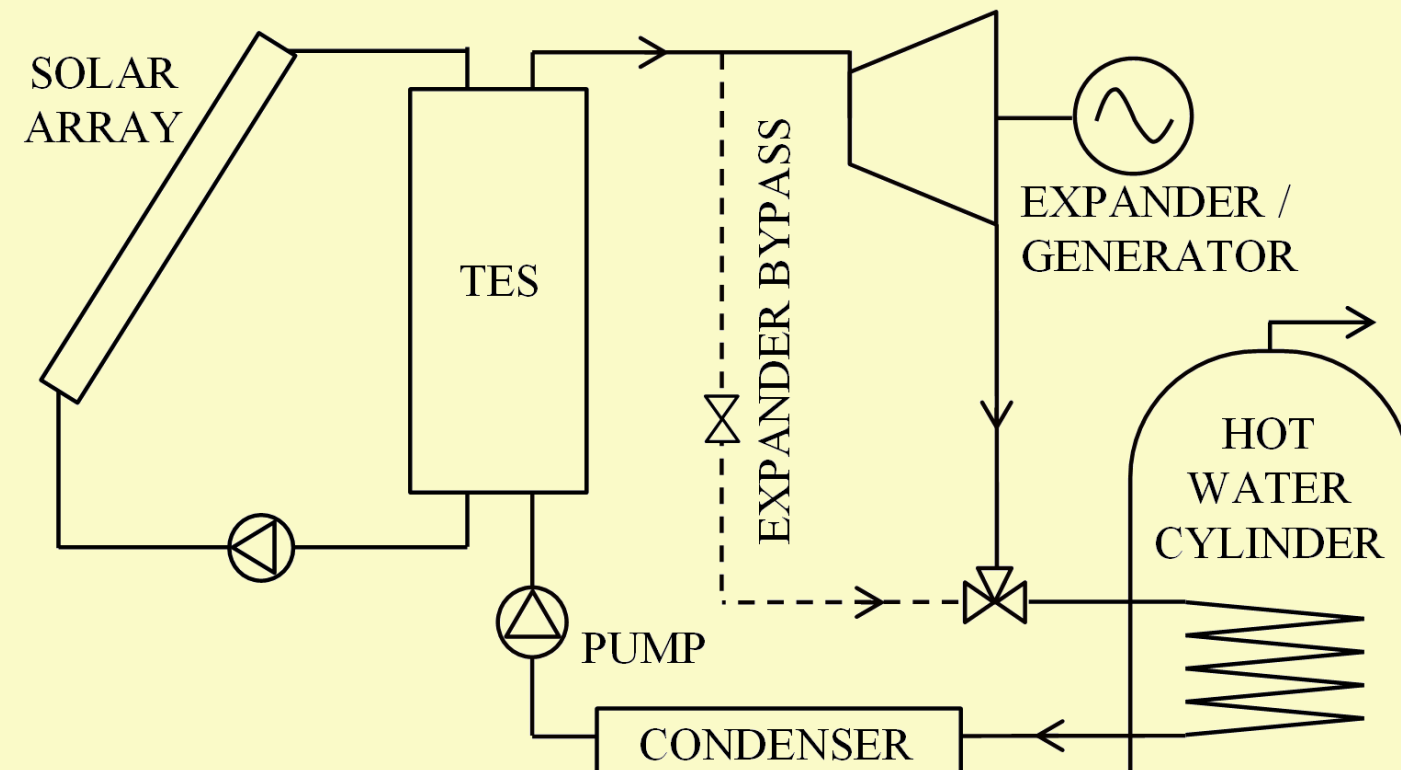 SOLAR
ARRAY
TES
EXPANDER BYPASS
EXPANDER /
GENERATOR
HOT
WATER
CYLINDER
PUMP
CONDENSER